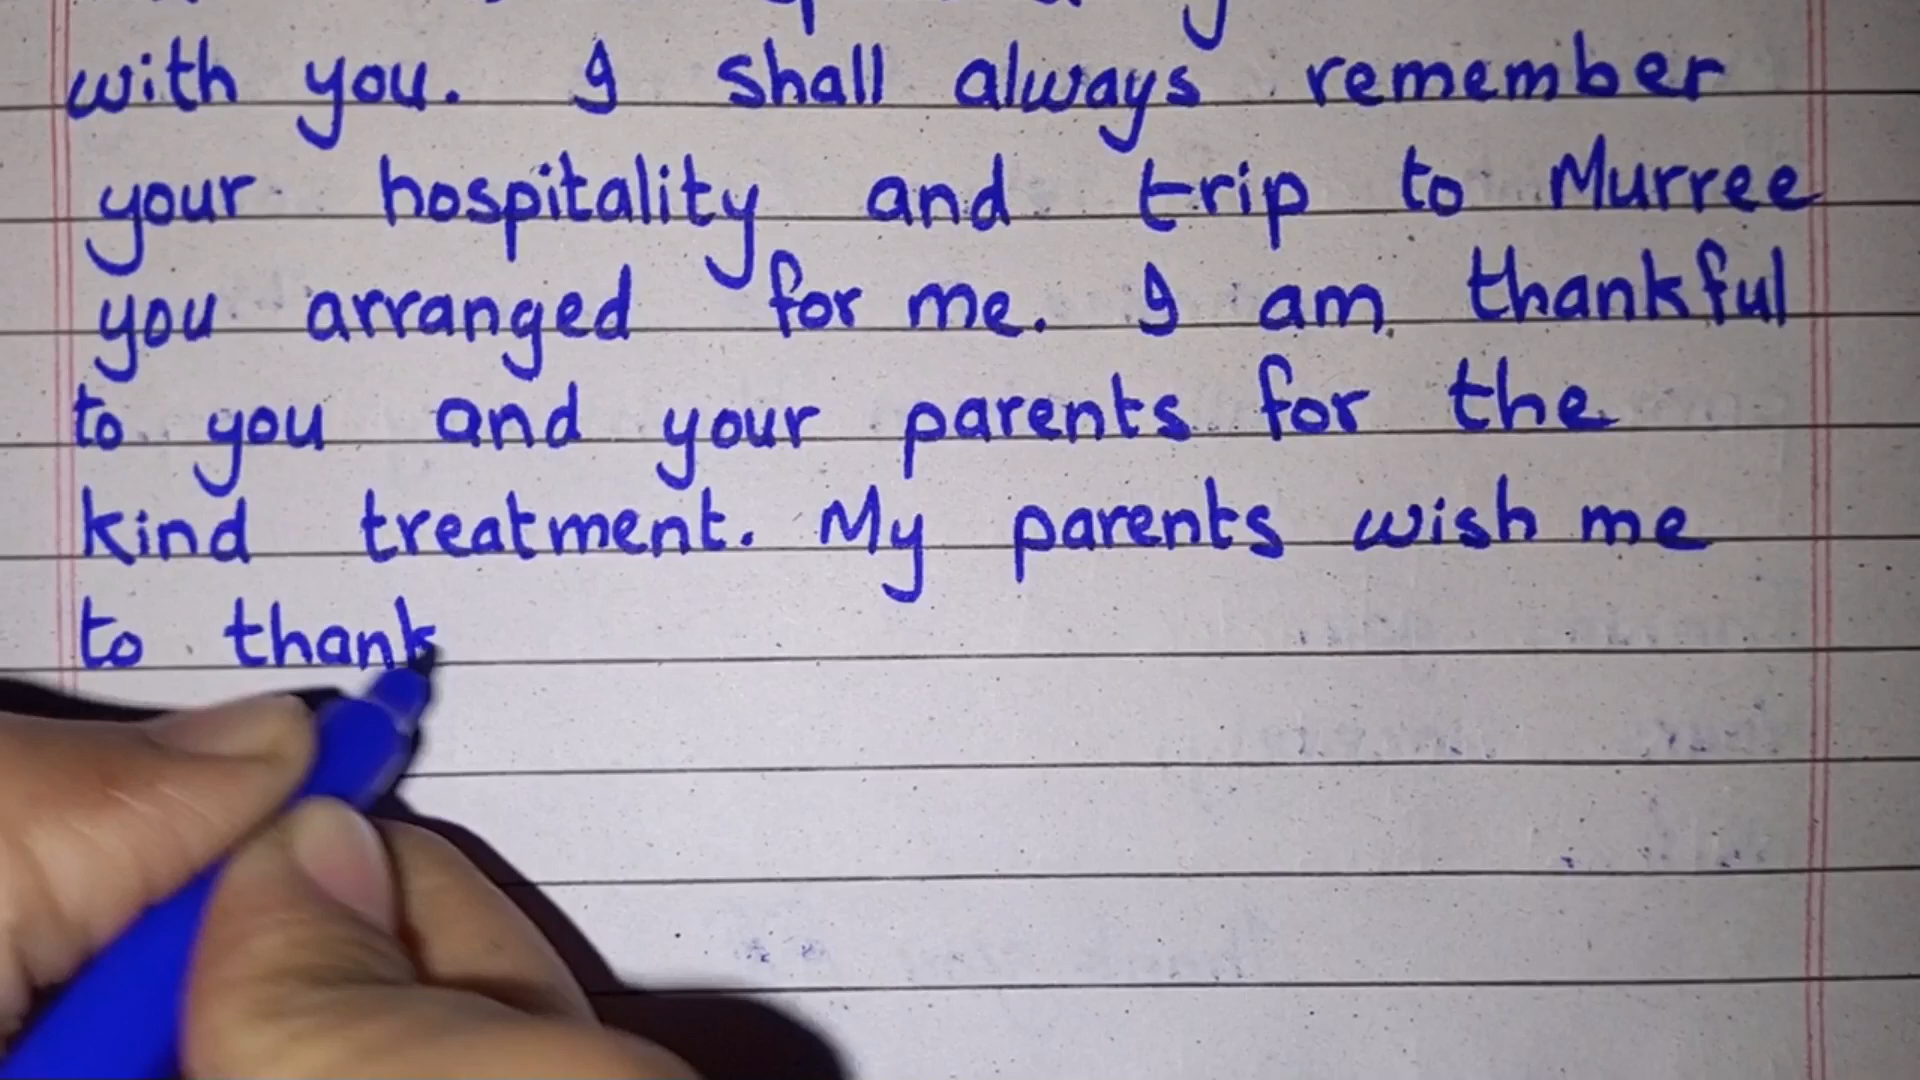 with you. I shall always remember
your hospitality and trip to Murree
you arranged for me. I am thankful
to you and your parents for the
kind treatment. My parents wish me
to thank